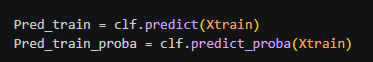 Pred_train = clf.predict(Xtrain)
Pred_train_proba = clf.predict_proba(Xtrain)